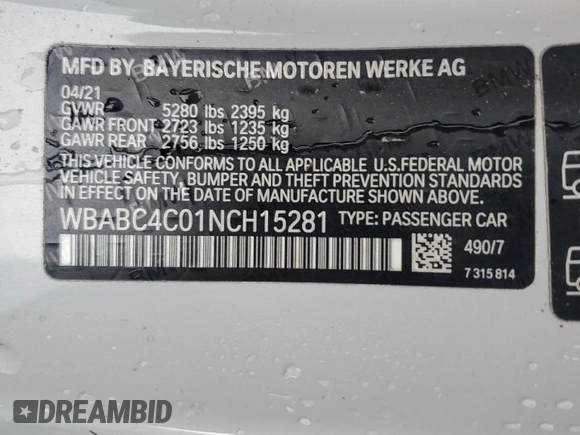 MFD BY BAYERISCHE MOTOREN WERKE AG
04/21
GVWR 5280 lbs 2395 kg
GAWR FRONT 2723 lbs 1235 kg
GAWR REAR 2756 lbs 1250 kg
THIS VEHICLE CONFORMS TO ALL APPLICABLE U.S.FEDERAL MOTOR
VEHICLE SAFETY, BUMPER AND THEFT PREVENTION STANDARDS
IN EFFECT ON THE DATE OF MANUFACTURE SHOWN ABOVE.
WBABC4C01NCH15281 TYPE: PASSENGER CAR
490/7
7 315 814
DREAMBID